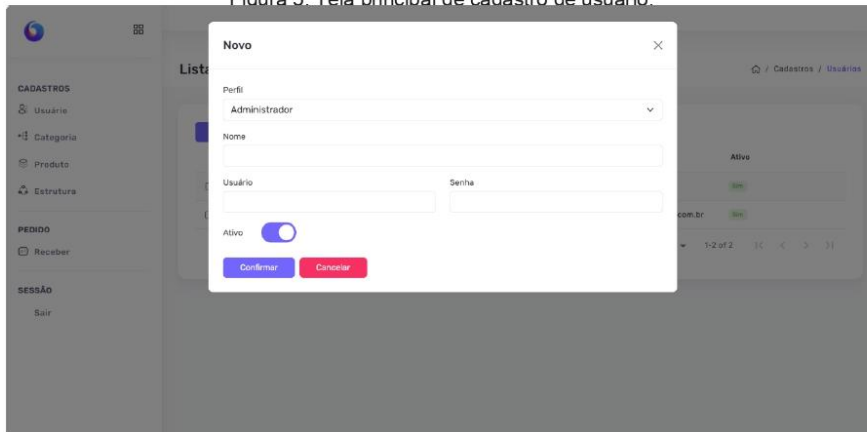 Figura 3. Tela principal de cadastro de usuário.
Novo
Lista
Cadastros / Usuários
CADASTROS
Usuário
Categoria
Produto
Estrutura
PEDIDO
Receber
SESSÃO
Sair
Perfil
Administrador
Nome
Usuário Senha
Ativo
Confirmar Cancelar
Ativo
Sim
com.br Sim
1-2 of 2